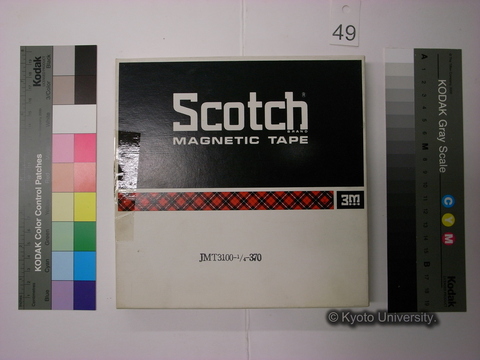 49
Scotch
BRAND
MAGNETIC TAPE
3M
JMT3100-1/4-370
KODAK Color Control Patches
Kodak
KODAK Gray Scale
A
M
B
C Y M
Kodak
© Kyoto University.